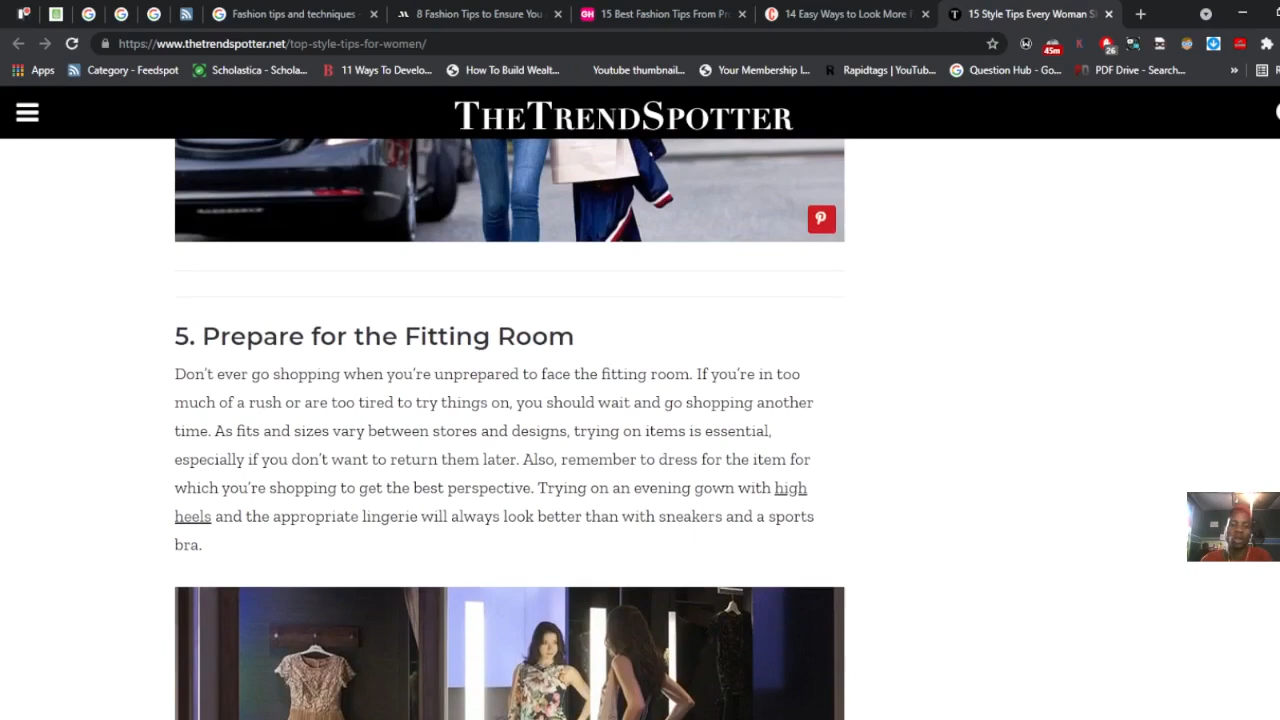 Fashion tips and techniques
8 Fashion Tips to Ensure You
GH 15 Best Fashion Tips From Pr
14 Easy Ways to Look More F
T 15 Style Tips Every Woman S
https://www.thetrendspotter.net/top-style-tips-for-women/
45m
K
26
Apps
Category - Feedspot
Scholastica - Schola...
B 11 Ways To Develo...
How To Build Wealt...
Youtube thumbnail...
Your Membership I...
R Rapidtags | YouTub...
Question Hub - Go...
PDF Drive - Search...
»
THETRENDSPOTTER
5. Prepare for the Fitting Room
Don't ever go shopping when you're unprepared to face the fitting room. If you're in too
much of a rush or are too tired to try things on, you should wait and go shopping another
time. As fits and sizes vary between stores and designs, trying on items is essential,
especially if you don't want to return them later. Also, remember to dress for the item for
which you're shopping to get the best perspective. Trying on an evening gown with high
heels and the appropriate lingerie will always look better than with sneakers and a sports
bra.